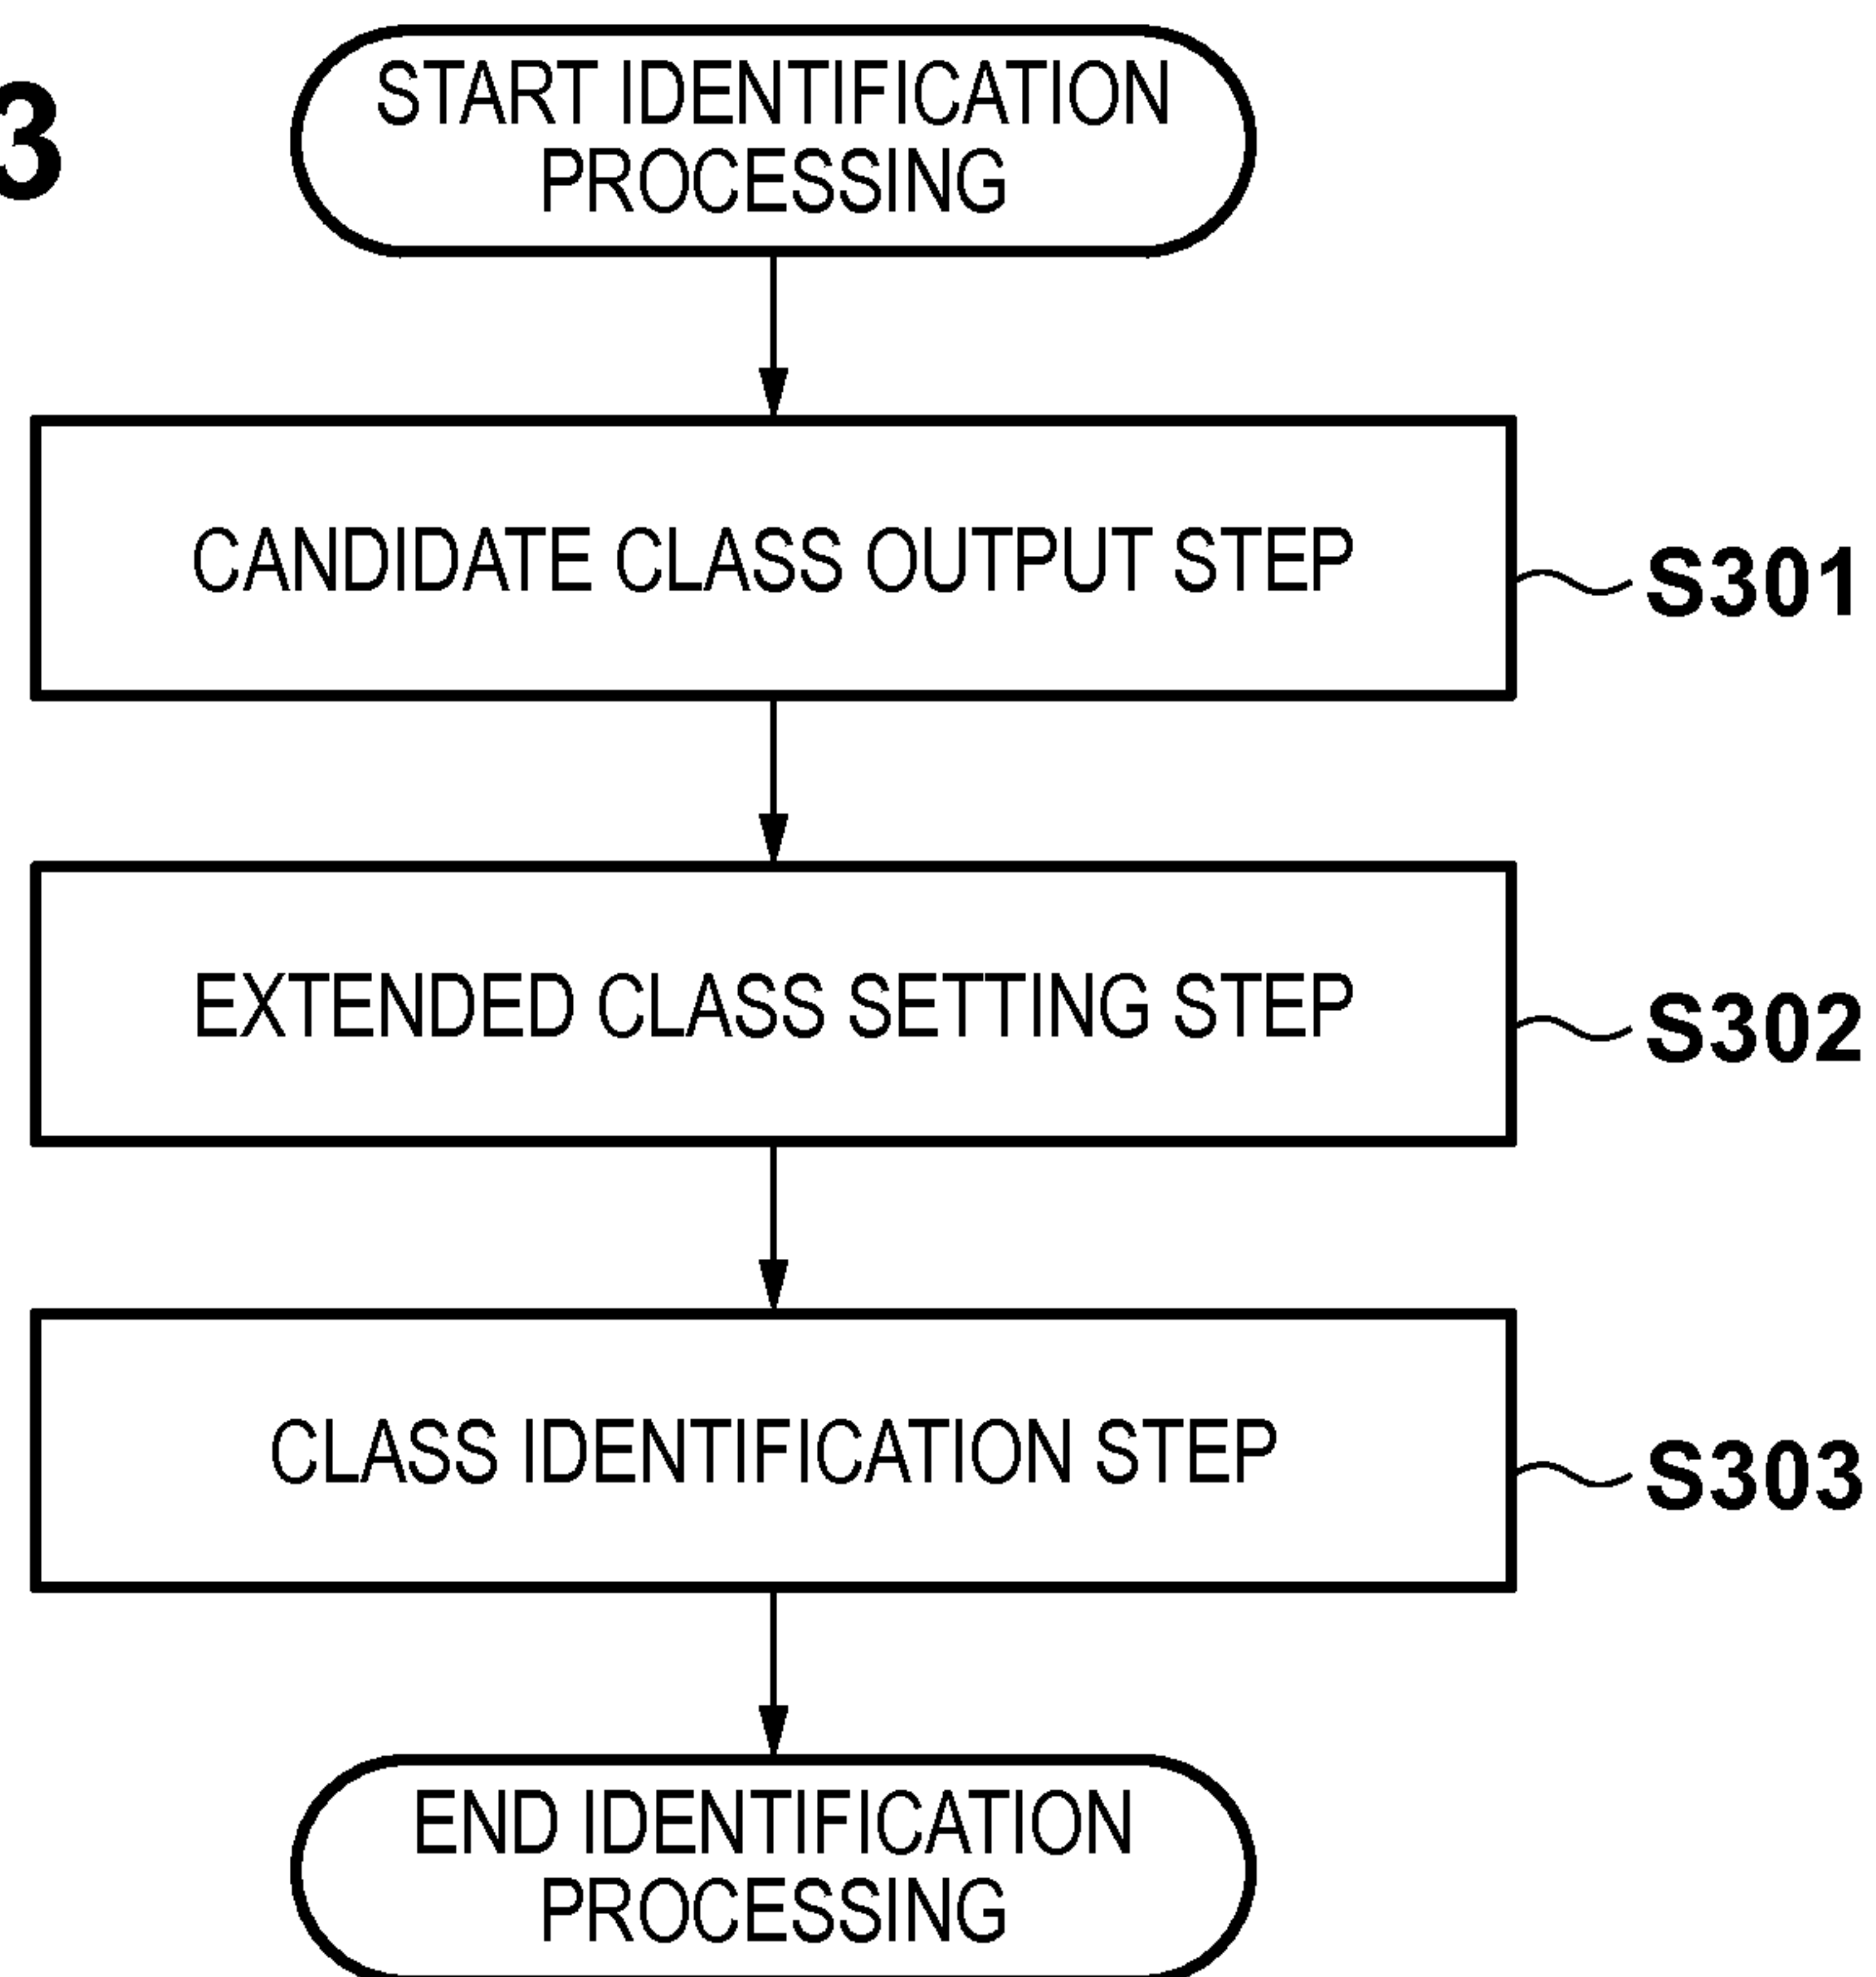 3
START IDENTIFICATION
PROCESSING
CANDIDATE CLASS OUTPUT STEP
S301
EXTENDED CLASS SETTING STEP
S302
CLASS IDENTIFICATION STEP
S303
END IDENTIFICATION
PROCESSING